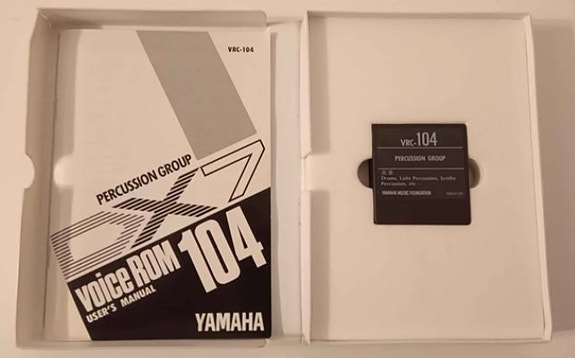 VRC-104
PERCUSSION GROUP
DX7
voice ROM 104
USER'S MANUAL
YAMAHA
VRC-104
PERCUSSION GROUP
Drums, Latin Percussions, Synthe
Percussion, etc.
YAMAHA MUSIC FOUNDATION